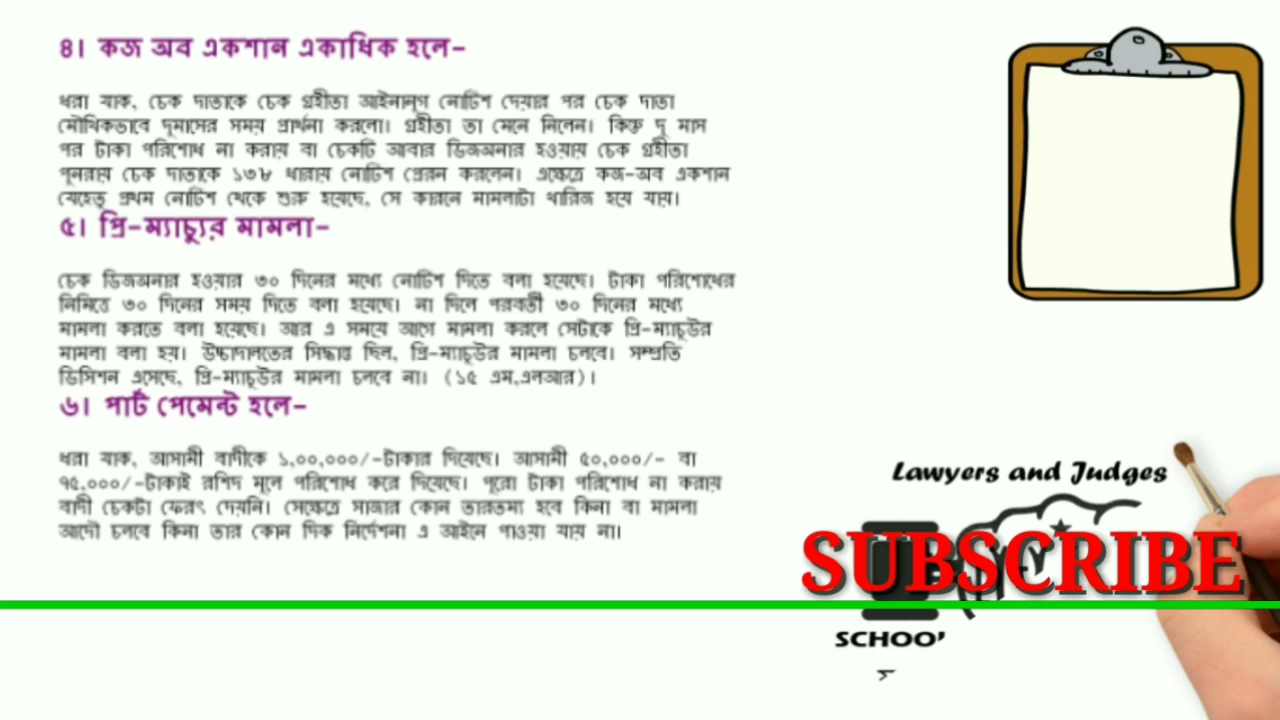 ৪। কজ অব একশান একাধিক হলে-
ধরা যাক, চেক দাতাকে চেক গ্রহীতা আইনানুগ নোটিশ দেয়ার পর চেক দাতা
মৌখিকভাবে দুমাসের সময় প্রার্থনা করলো। গ্রহীতা তা মেনে নিলেন। কিন্তু দু মাস
পর টাকা পরিশোধ না করায় বা চেকটি আবার ডিজঅনার হওয়ায় চেক গ্রহীতা
পূনরায় চেক দাতাকে ১৩৮ ধারায় নোটিশ প্রেরন করলেন। এক্ষেত্রে কজ-অব একশান
যেহেতু প্রথম নোটিশ থেকে শুরু হয়েছে, সে কারনে মামলাটা খারিজ হয়ে যায়।
৫। প্রি-ম্যাচ্যুর মামলা-
চেক ডিজঅনার হওয়ার ৩০ দিনের মধ্যে নোটিশ দিতে বলা হয়েছে। টাকা পরিশোধের
নিমিত্তে ৩০ দিনের সময় দিতে বলা হয়েছে। না দিলে পরবর্তী ৩০ দিনের মধ্যে
মামলা করতে বলা হয়েছে। আর এ সময়ে আগে মামলা করলে সেটাকে প্রি-ম্যাচুউর
মামলা বলা হয়। উচ্চাদালতের সিদ্ধান্ত ছিল, প্রি-ম্যাচুউর মামলা চলবে। সম্প্রতি
ডিসিশন এসেছে, প্রি-ম্যাচুউর মামলা চলবে না। (১৫ এম,এলআর)।
৬। পার্ট পেমেন্ট হলে-
ধরা যাক, আসামী বাদীকে ১,০০,০০০/-টাকার দিয়েছে। আসামী ৫০,০০০/- বা
৭৫,০০০/-টাকাই রশিদ মূলে পরিশোধ করে দিয়েছে। পূরো টাকা পরিশোধ না করায়
বাদী চেকটা ফেরৎ দেয়নি। সেক্ষেত্রে সাজার কোন তারতম্য হবে কিনা বা মামলা
আদৌ চলবে কিনা তার কোন দিক নির্দেশনা এ আইনে পাওয়া যায় না।
Lawyers and Judges
SUBSCRIBE
SCHOO